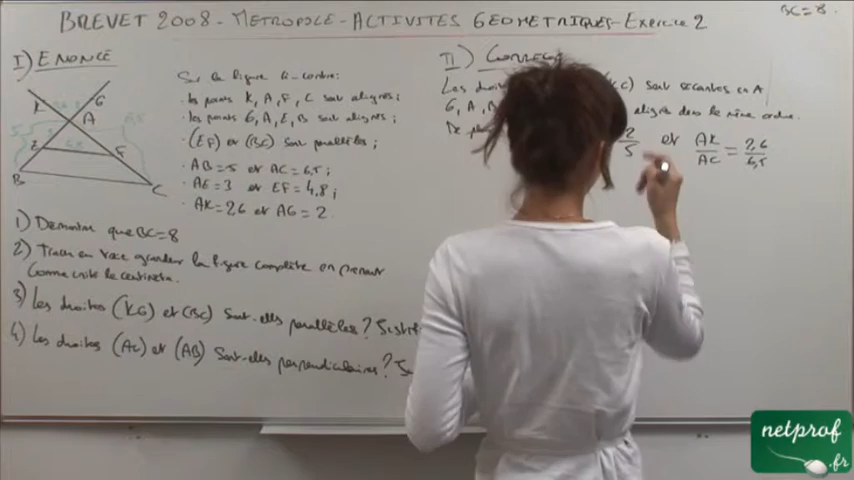 BREVET 2008 - METROPOLE - ACTIVITES GEOMETRIQUES - Exercice 2
BC=8
I) ENONCE
Sur la figure ci-contre:
. les points K, A, F, C sont alignés;
. les points G, A, E, B sont alignés;
. (EF) et (BC) sont parallèles;
. AB=5 et AC=6,5;
. AE=3 et EF=4,8;
. AK=2,6 et AG=2.
K
G
A
E
F
B
C
1) Démontrer que BC=8
2) Tracer en vraie grandeur la figure complète en prenant
comme unité le centimètre.
3) Les droites (KG) et (BC) sont-elles parallèles?
4) Les droites (AC) et (AB) sont-elles perpendiculaires?
II)
Les sont sécantes en A
G, A, alignés dans le même ordre.
De
2/5 et AK/AC = 2,6/6,5
netprof
.fr